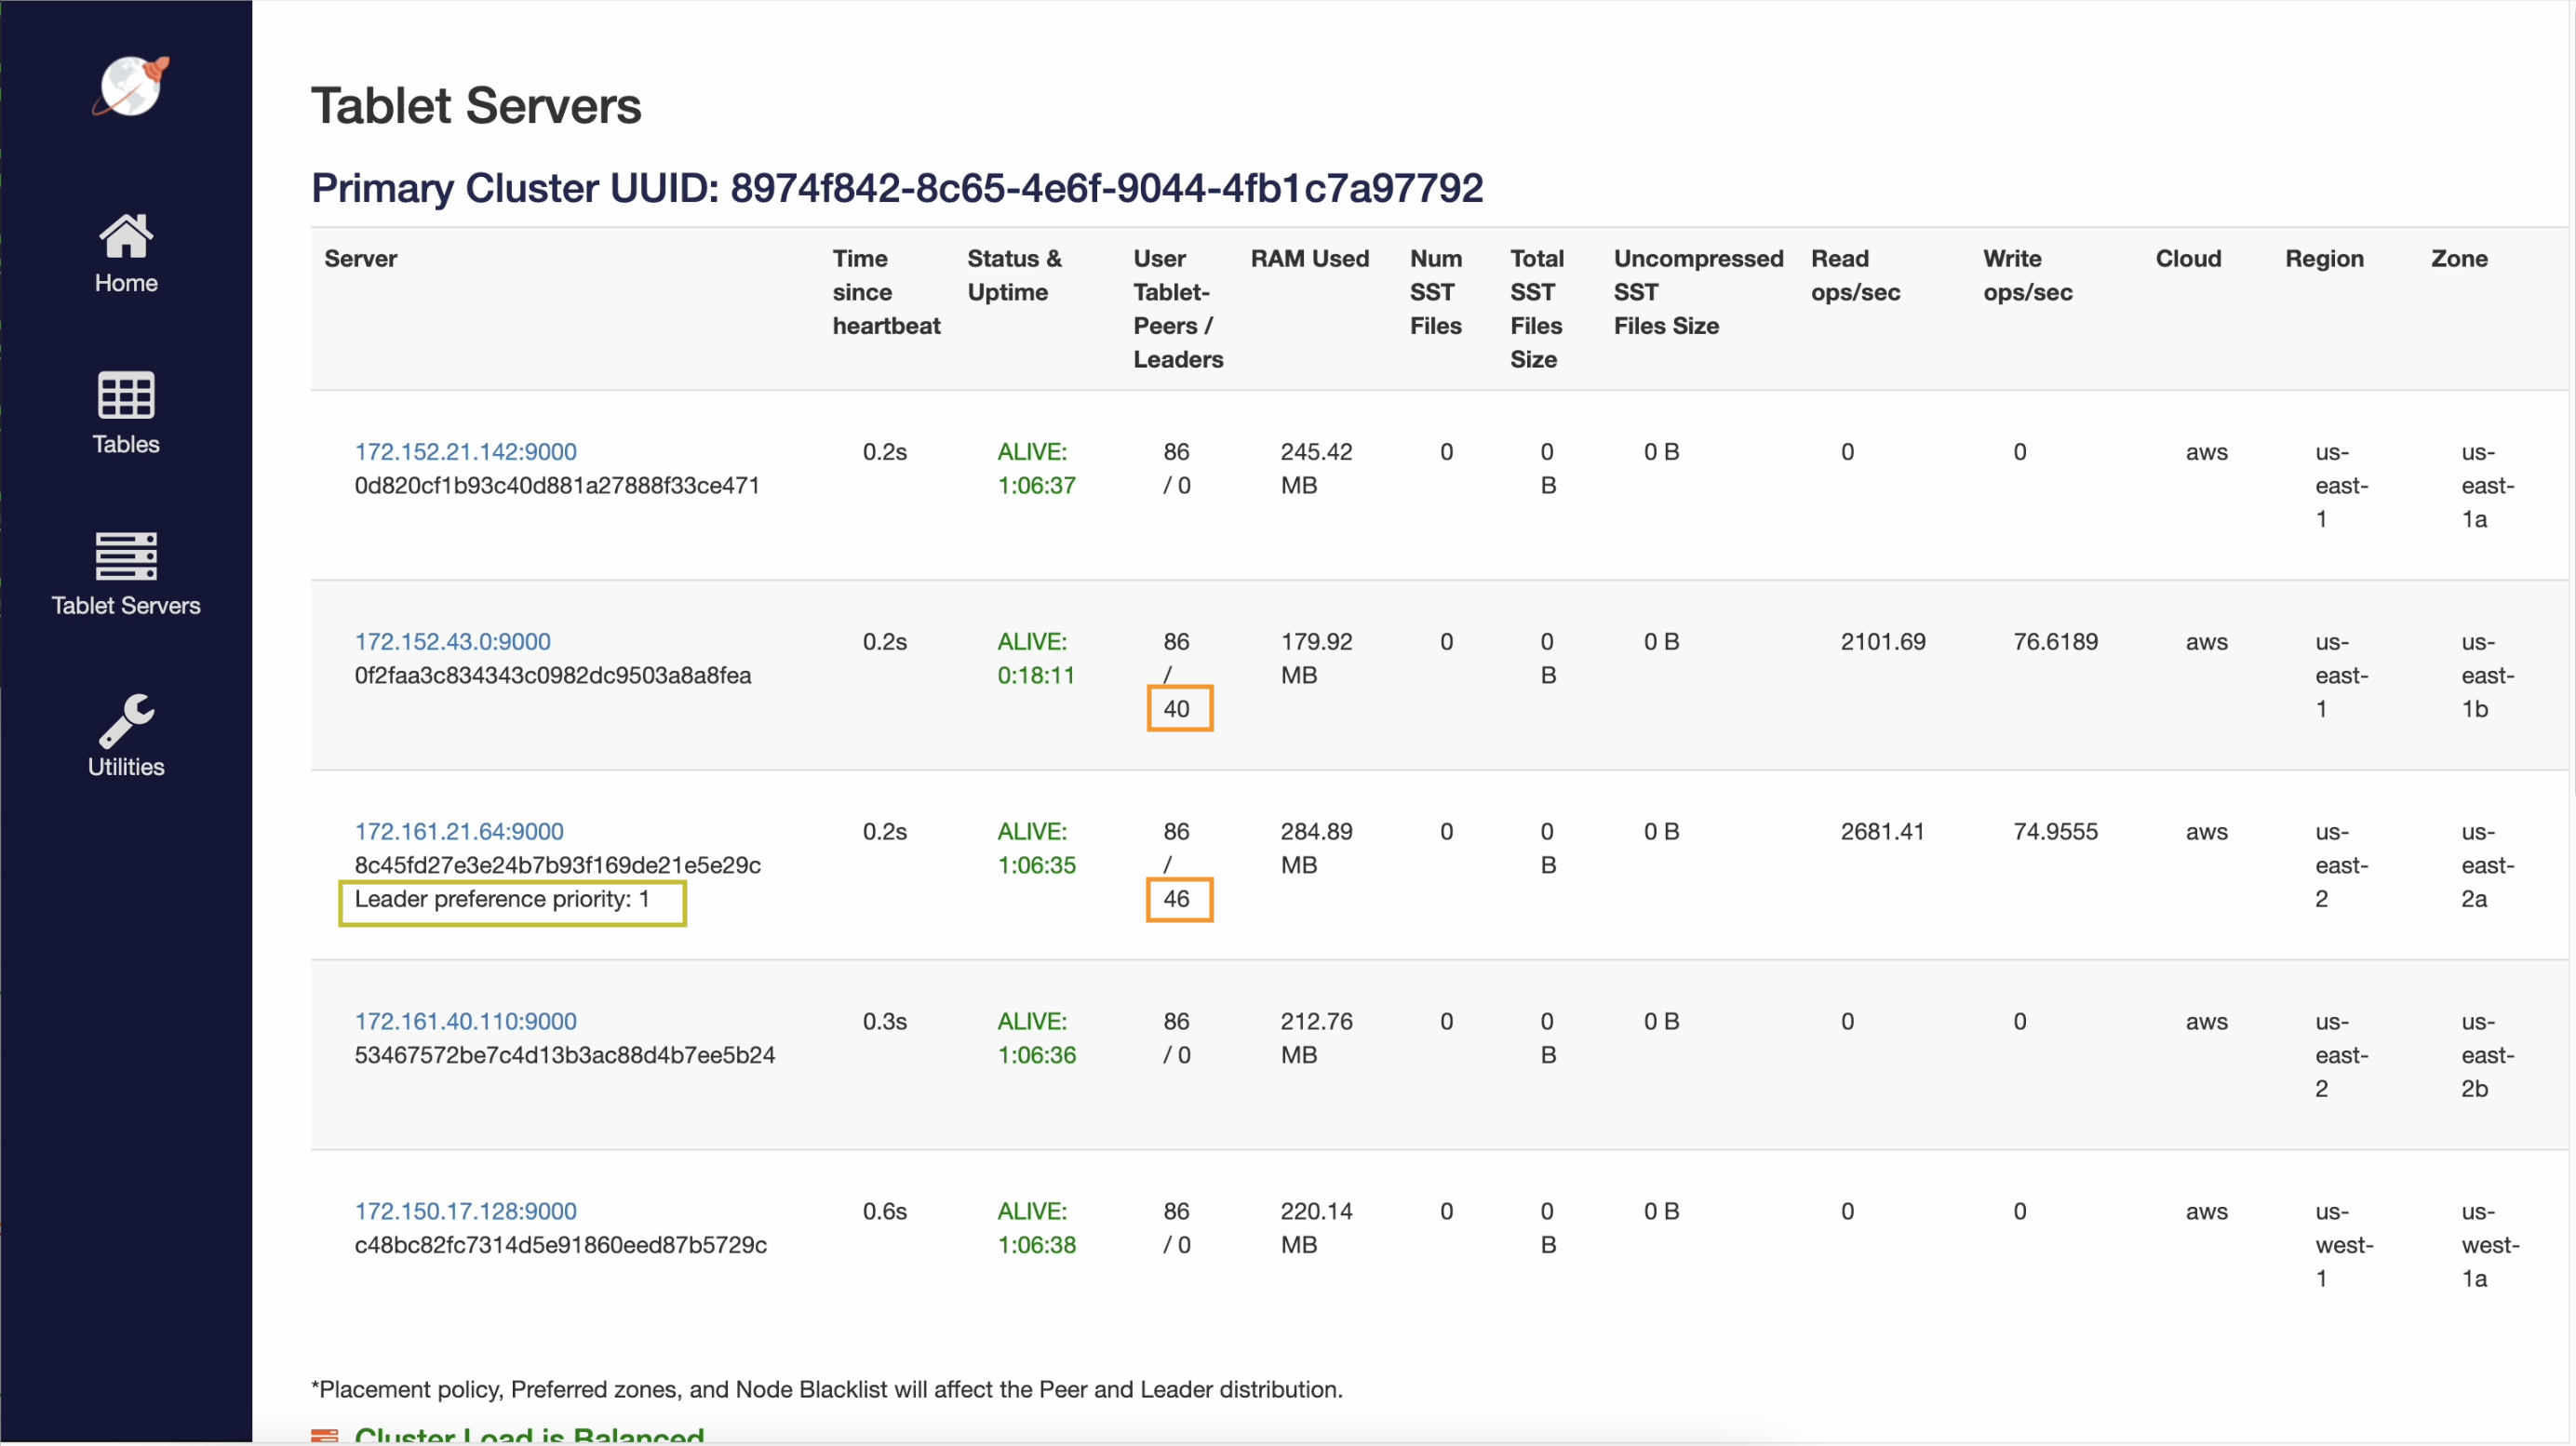 Home
Tables
Tablet Servers
Utilities
Tablet Servers
Primary Cluster UUID: 8974f842-8c65-4e6f-9044-4fb1c7a97792
Server
Time
since
heartbeat
Status &
Uptime
User
Tablet-
Peers /
Leaders
RAM Used
Num
SST
Files
Total
SST
Files
Size
Uncompressed
SST
Files Size
Read
ops/sec
Write
ops/sec
Cloud
Region
Zone
172.152.21.142:9000
0d820cf1b93c40d881a27888f33ce471
0.2s
ALIVE:
1:06:37
86
/ 0
245.42
MB
0
0
B
0 B
0
0
aws
us-
east-
1
us-
east-
1a
172.152.43.0:9000
0f2faa3c834343c0982dc9503a8a8fea
0.2s
ALIVE:
0:18:11
86
/
40
179.92
MB
0
0
B
0 B
2101.69
76.6189
aws
us-
east-
1
us-
east-
1b
172.161.21.64:9000
8c45fd27e3e24b7b93f169de21e5e29c
Leader preference priority: 1
0.2s
ALIVE:
1:06:35
86
/
46
284.89
MB
0
0
B
0 B
2681.41
74.9555
aws
us-
east-
2
us-
east-
2a
172.161.40.110:9000
53467572be7c4d13b3ac88d4b7ee5b24
0.3s
ALIVE:
1:06:36
86
/ 0
212.76
MB
0
0
B
0 B
0
0
aws
us-
east-
2
us-
east-
2b
172.150.17.128:9000
c48bc82fc7314d5e91860eed87b5729c
0.6s
ALIVE:
1:06:38
86
/ 0
220.14
MB
0
0
B
0 B
0
0
aws
us-
west-
1
us-
west-
1a
*Placement policy, Preferred zones, and Node Blacklist will affect the Peer and Leader distribution.
Cluster Load is Balanced